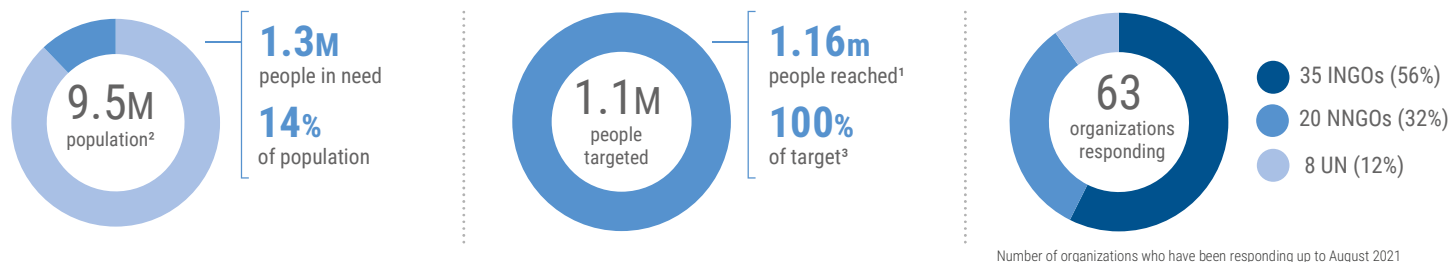 9.5M
population²
1.3M
people in need
14%
of population
1.1M
people
targeted
1.16m
people reached¹
100%
of target³
63
organizations
responding
35 INGOs (56%)
20 NNGOs (32%)
8 UN (12%)
Number of organizations who have been responding up to August 2021